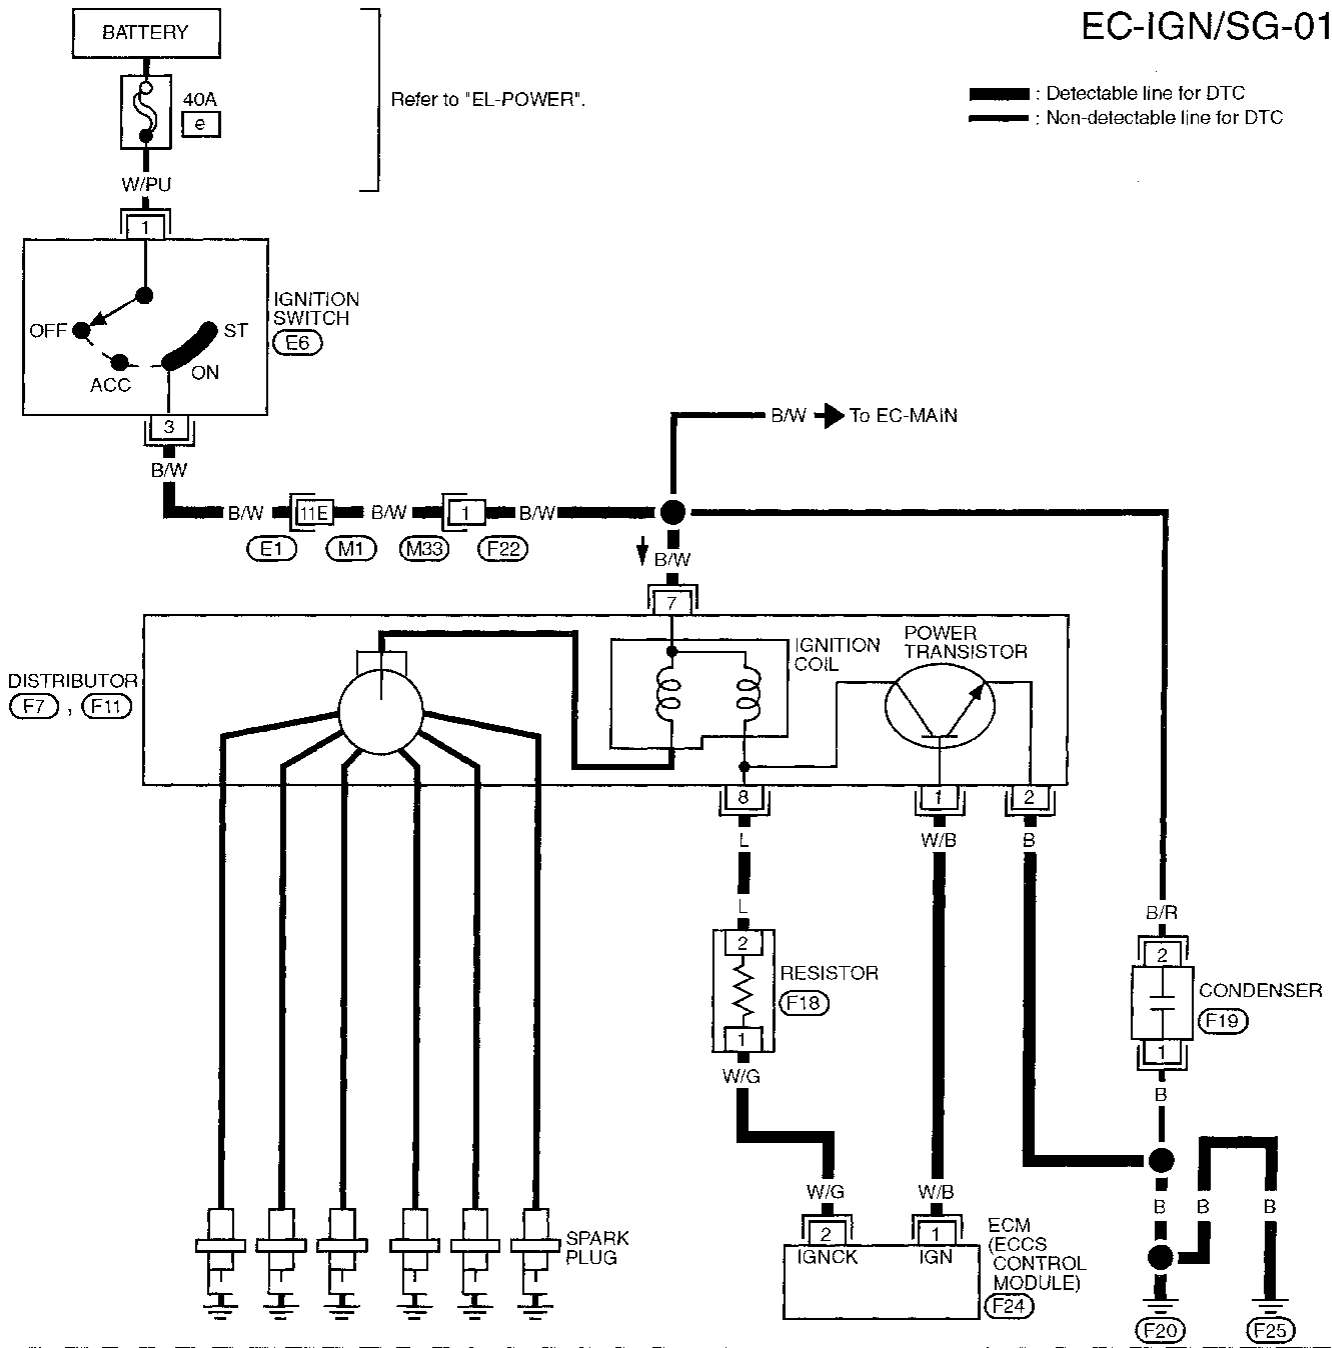 EC-IGN/SG-01
BATTERY
40A
e
Refer to "EL-POWER".
: Detectable line for DTC
: Non-detectable line for DTC
W/PU
1
IGNITION
SWITCH
E6
OFF
ST
ACC
ON
3
B/W
B/W To EC-MAIN
B/W 11E B/W 1 B/W
E1 M1 M33 F22
B/W
7
DISTRIBUTOR
F7 , F11
IGNITION
COIL
POWER
TRANSISTOR
8 1 2
L W/B B
L
B/R
2
2
RESISTOR
F18
CONDENSER
F19
1
1
W/G
B
W/G W/B
B B B
2 1
IGNCK IGN
ECM
(ECCS
CONTROL
MODULE)
F24
SPARK
PLUG
F20 F25